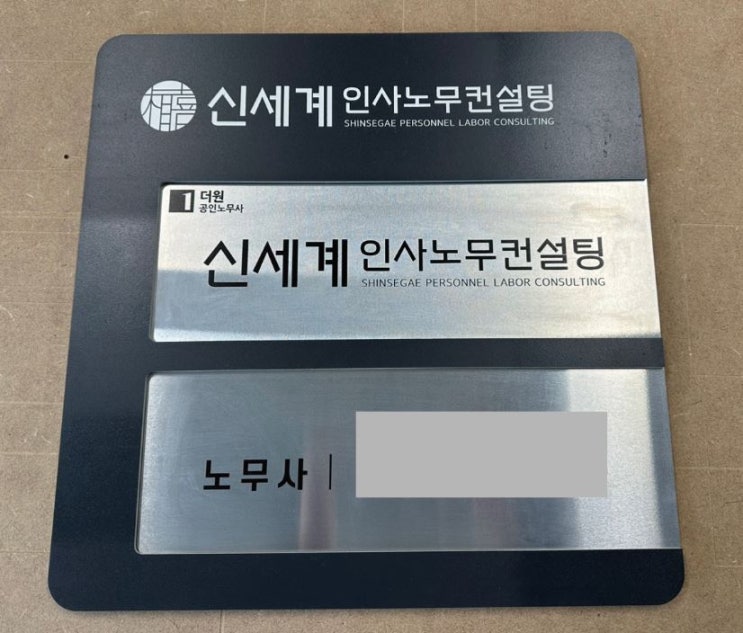 신세계 인사노무컨설팅
SHINSEGAE PERSONNEL LABOR CONSULTING
더원
공인노무사
신세계 인사노무컨설팅
SHINSEGAE PERSONNEL LABOR CONSULTING
노무사 |